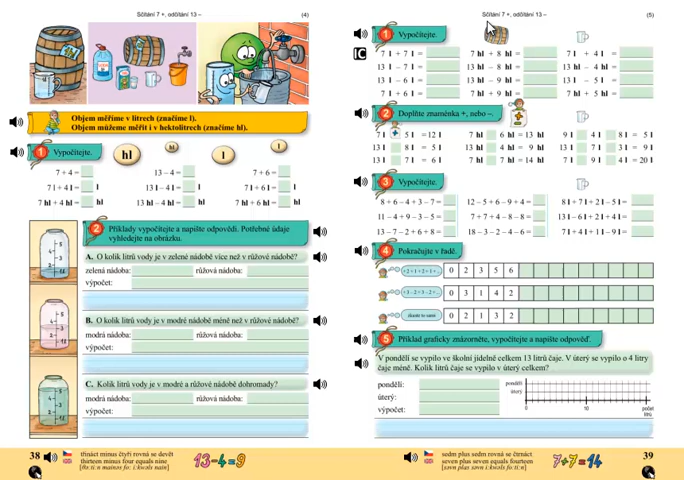 Sčítání 7 +, odčítání 13 –
(4)
Objem měříme v litrech (značíme l).
Objem můžeme měřit i v hektolitrech (značíme hl).
1 Vypočítejte.
hl
hl
l
l
7 + 4 =
13 – 4 =
7 + 6 =
7 l + 4 l = l
13 l – 4 l = l
7 l + 6 l = l
7 hl + 4 hl = hl
13 hl – 4 hl = hl
7 hl + 6 hl = hl
2 Příklady vypočítejte a napište odpovědi. Potřebné údaje
vyhledejte na obrázku.
A. O kolik litrů vody je v zelené nádobě více než v růžové nádobě?
zelená nádoba: růžová nádoba:
výpočet:
B. O kolik litrů vody je v modré nádobě méně než v růžové nádobě?
modrá nádoba: růžová nádoba:
výpočet:
C. Kolik litrů vody je v modré a růžové nádobě dohromady?
modrá nádoba: růžová nádoba:
výpočet:
38
třináct minus čtyři rovná se devět
thirteen minus four equals nine
13–4=9
Sčítání 7 +, odčítání 13 –
(5)
1 Vypočítejte.
7 l + 7 l =
7 hl + 8 hl =
7 l + 4 l =
13 l – 7 l =
13 hl – 8 hl =
13 hl – 4 hl =
13 l – 6 l =
13 hl – 9 hl =
13 l – 5 l =
7 l + 6 l =
7 hl + 9 hl =
7 hl + 5 hl =
2 Doplňte znaménka +, nebo –.
7 l + 5 l = 12 l
7 hl 6 hl = 13 hl
9 l 4 l 8 l = 5 l
13 l 8 l = 5 l
13 hl 4 hl = 9 hl
13 l 7 l 3 l = 9 l
13 l 7 l = 6 l
7 hl 7 hl = 14 hl
7 l 9 l 4 l = 20 l
3 Vypočítejte.
8 + 6 – 4 + 3 – 7 =
12 – 5 + 6 – 9 + 4 =
8 l + 7 l + 2 l – 5 l =
11 – 4 + 9 – 3 – 5 =
7 + 7 + 4 – 8 – 8 =
13 l – 6 l + 2 l + 4 l =
13 – 7 – 2 + 6 + 8 =
18 – 3 – 2 – 4 – 6 =
7 l + 4 l + 1 l – 9 l =
4 Pokračujte v řadě.
0 2 3 5 6
0 3 1 4 2
zkuste to sami
0 2 1 3 2
5 Příklad graficky znázorněte, vypočítejte a napište odpověď.
V pondělí se vypilo ve školní jídelně celkem 13 litrů čaje. V úterý se vypilo o 4 litry
čaje méně. Kolik litrů čaje se vypilo v úterý celkem?
pondělí:
úterý:
výpočet:
pondělí
úterý
0 10 počet
litrů
sedm plus sedm rovná se čtrnáct
seven plus seven equals fourteen
7+7=14
39